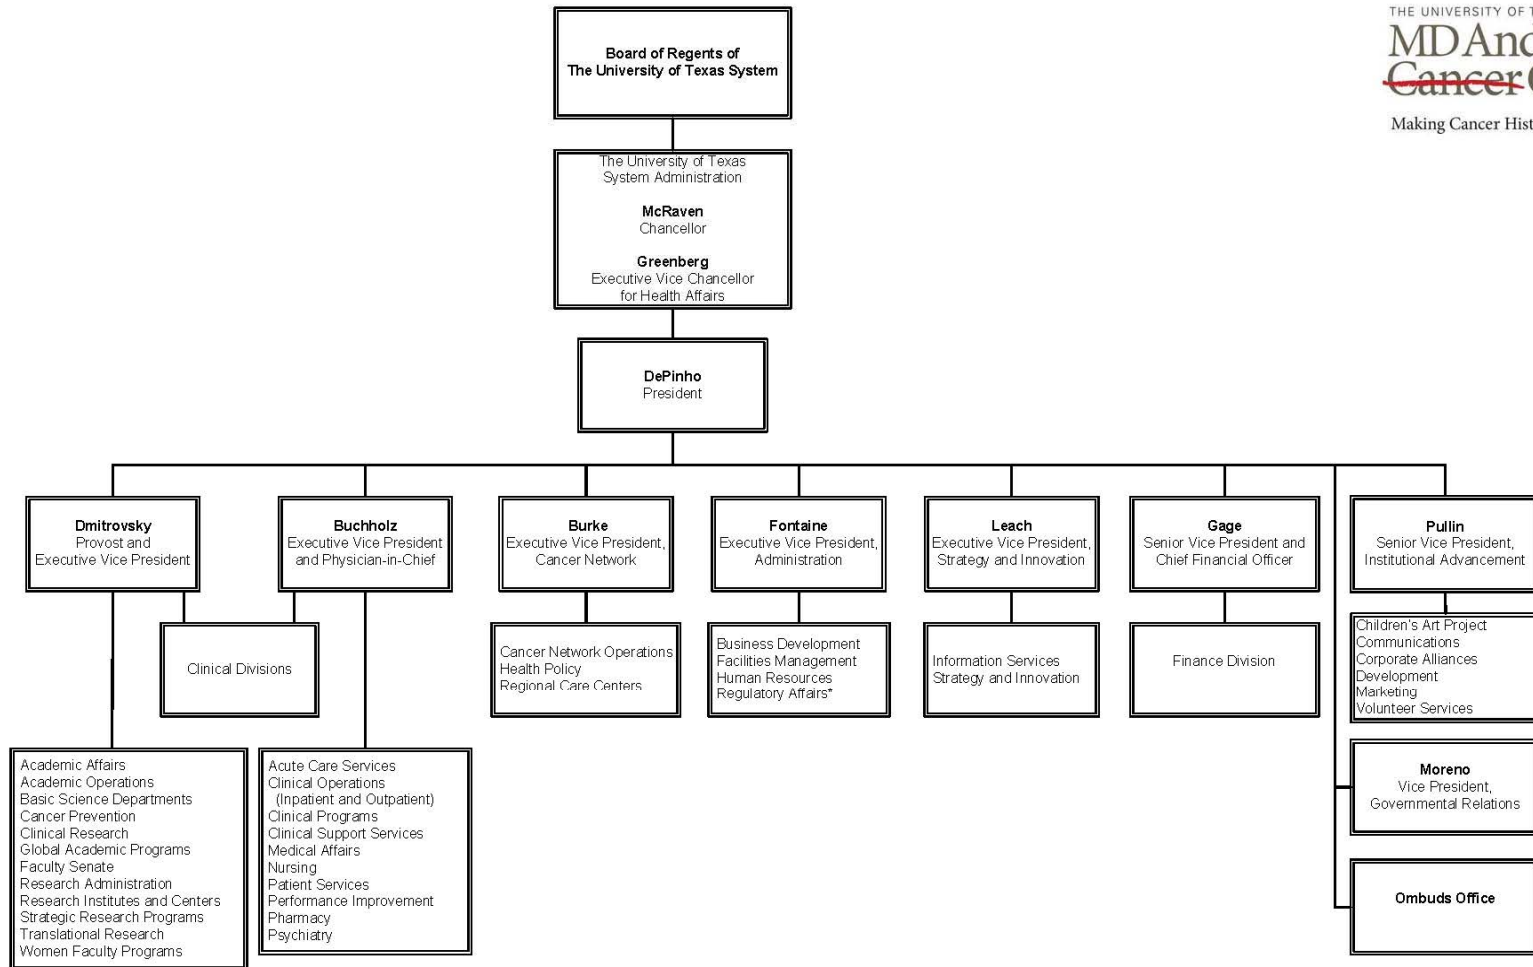 THE UNIVERSITY OF
MD
Cancer
Making Cancer
Board of Regents of
The University of Texas System
The University of Texas
System Administration
McRaven
Chancellor
Greenberg
Executive Vice Chancellor
for Health Affairs
DePinho
President
Dmitrovsky
Provost and
Executive Vice President
Buchholz
Executive Vice President
and Physician-in-Chief
Burke
Executive Vice President,
Cancer Network
Fontaine
Executive Vice President,
Administration
Leach
Executive Vice President,
Strategy and Innovation
Gage
Senior Vice President and
Chief Financial Officer
Pullin
Senior Vice President,
Institutional Advancement
Clinical Divisions
Cancer Network Operations
Health Policy
Regional Care Centers
Business Development
Facilities Management
Human Resources
Regulatory Affairs*
Information Services
Strategy and Innovation
Finance Division
Children's Art Project
Communications
Corporate Alliances
Development
Marketing
Volunteer Services
Academic Affairs
Academic Operations
Basic Science Departments
Cancer Prevention
Clinical Research
Global Academic Programs
Faculty Senate
Research Administration
Research Institutes and Centers
Strategic Research Programs
Translational Research
Women Faculty Programs
Acute Care Services
Clinical Operations
(Inpatient and Outpatient)
Clinical Programs
Clinical Support Services
Medical Affairs
Nursing
Patient Services
Performance Improvement
Pharmacy
Psychiatry
Moreno
Vice President,
Governmental Relations
Ombuds Office